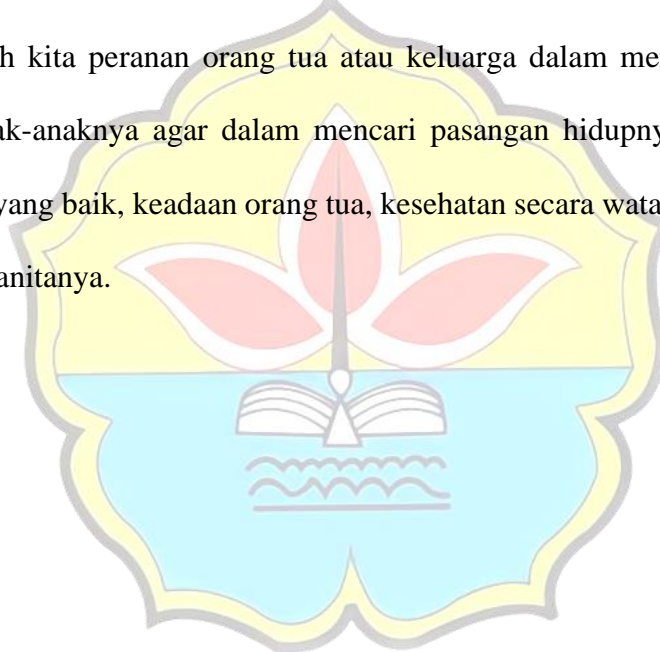 h kita peranan orang tua atau keluarga dalam me
ak-anaknya agar dalam mencari pasangan hidupny
yang baik, keadaan orang tua, kesehatan secara wata
anitanya.